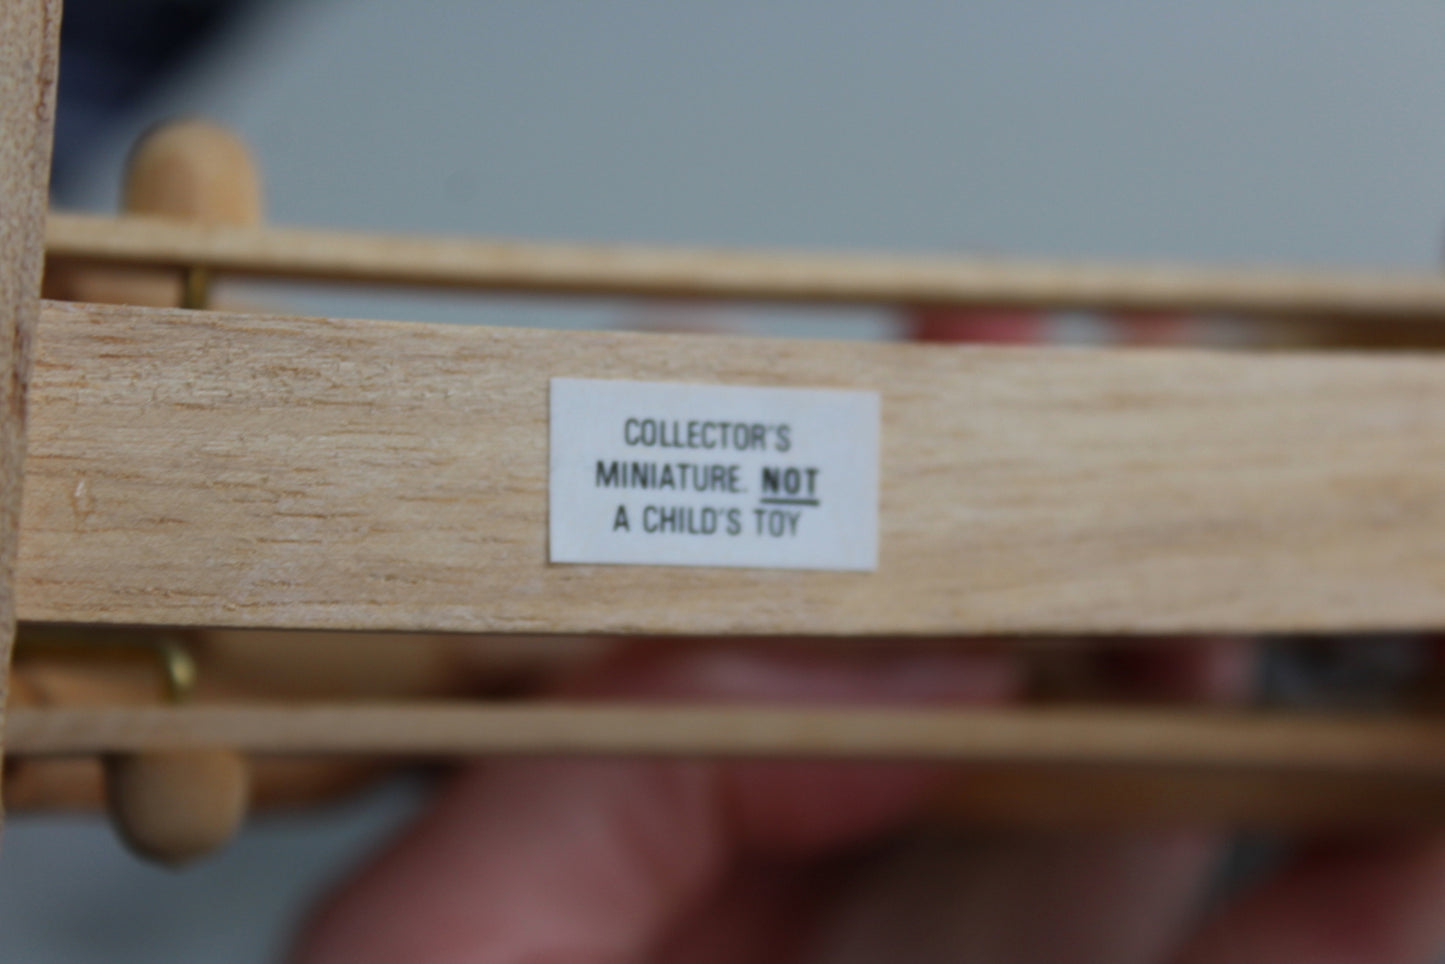 COLLECTOR'S
MINIATURE. NOT
A CHILD'S TOY